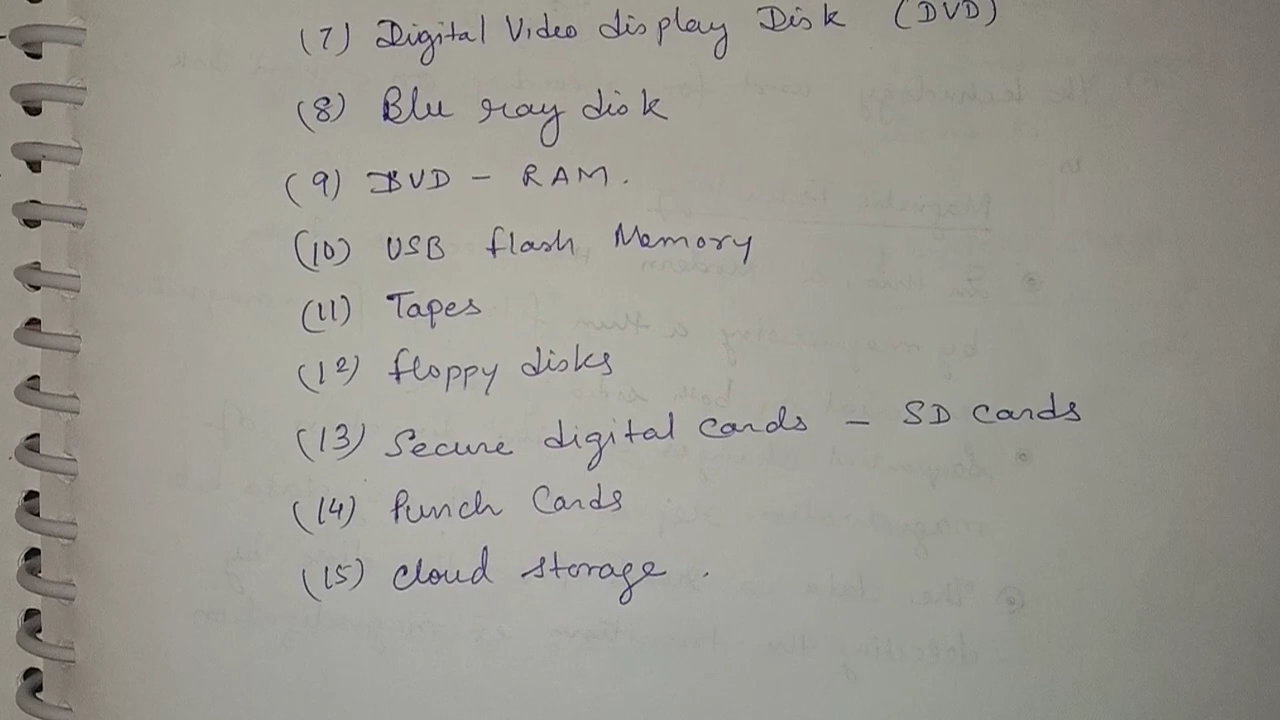 (7) Digital Video display Disk (DVD)
(8) Blu ray disk
(9) DVD - RAM.
(10) USB flash Memory
(11) Tapes
(12) floppy disks
(13) Secure digital cards - SD cards
(14) Punch Cards
(15) cloud storage.